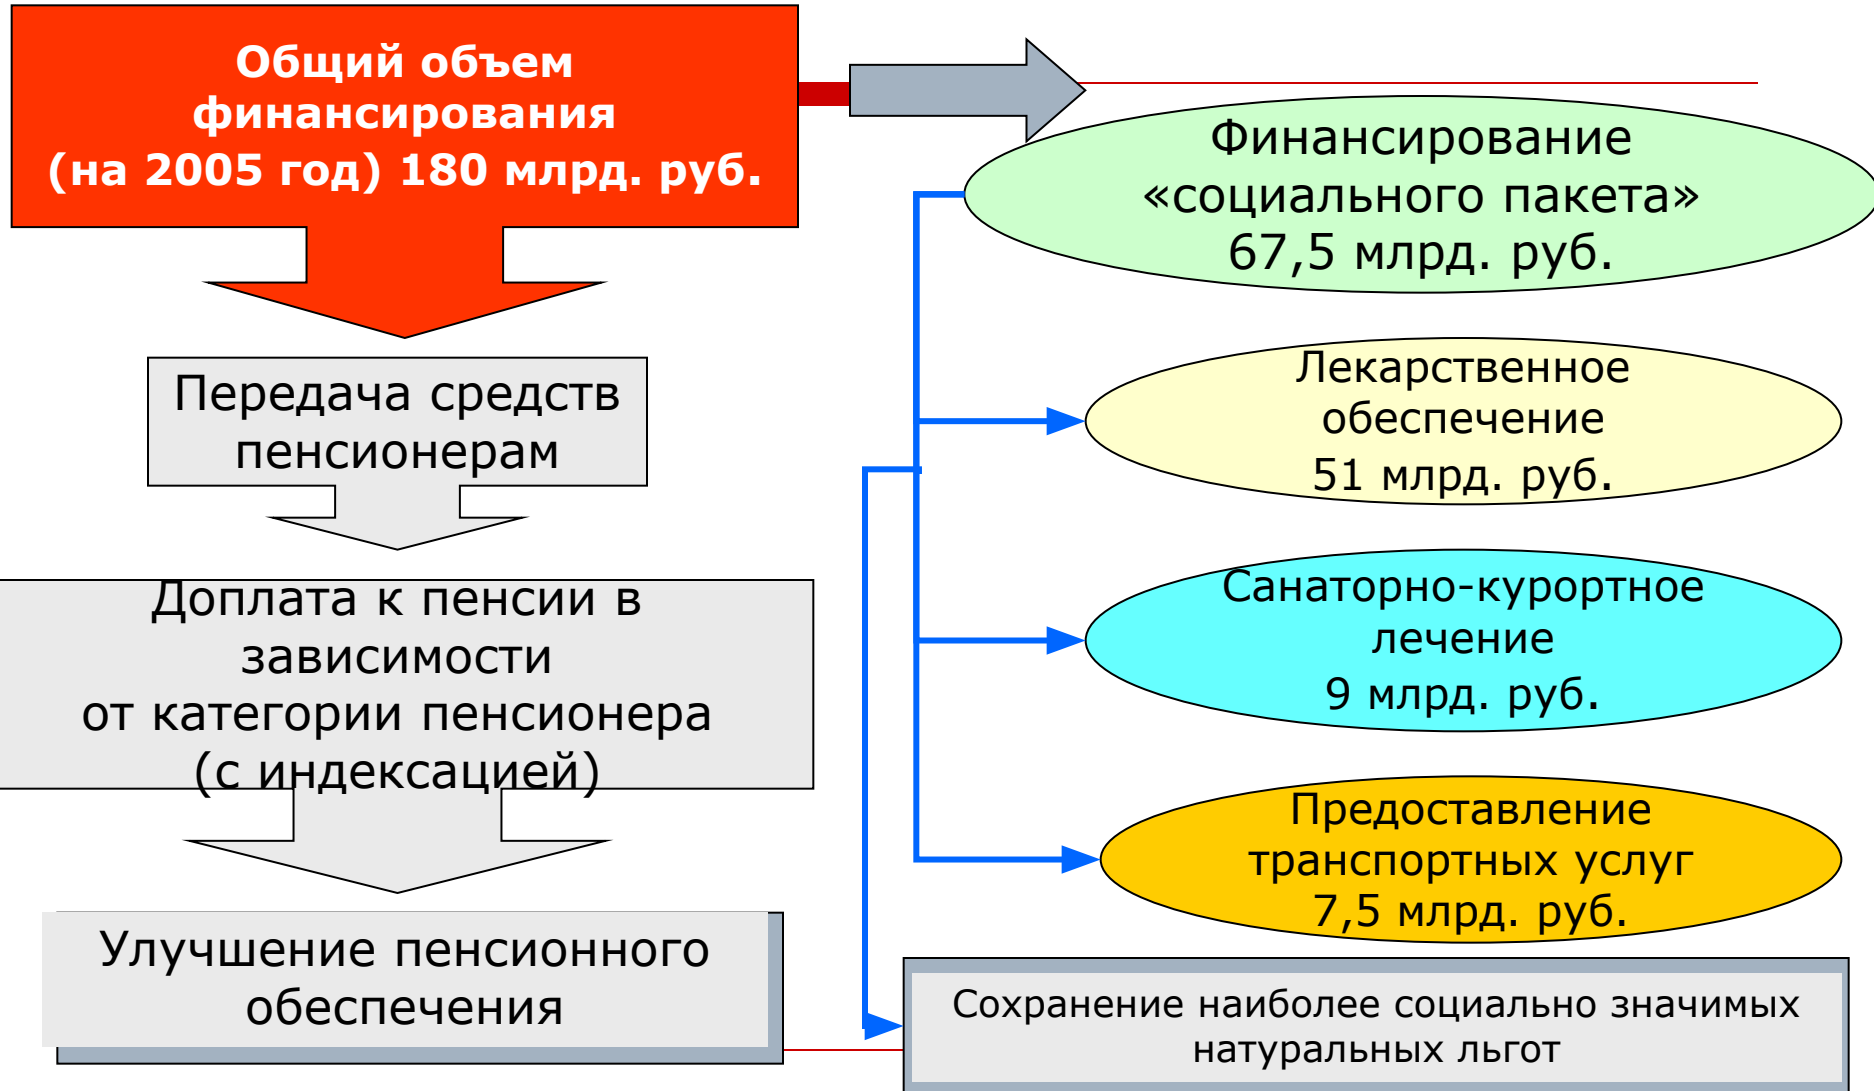 Общий объем
финансирования
(на 2005 год) 180 млрд. руб.
Передача средств
пенсионерам
Доплата к пенсии в
зависимости
от категории пенсионера
(с индексацией)
Улучшение пенсионного
обеспечения
Финансирование
«социального пакета»
67,5 млрд. руб.
Лекарственное
обеспечение
51 млрд. руб.
Санаторно-курортное
лечение
9 млрд. руб.
Предоставление
транспортных услуг
7,5 млрд. руб.
Сохранение наиболее социально значимых
натуральных льгот